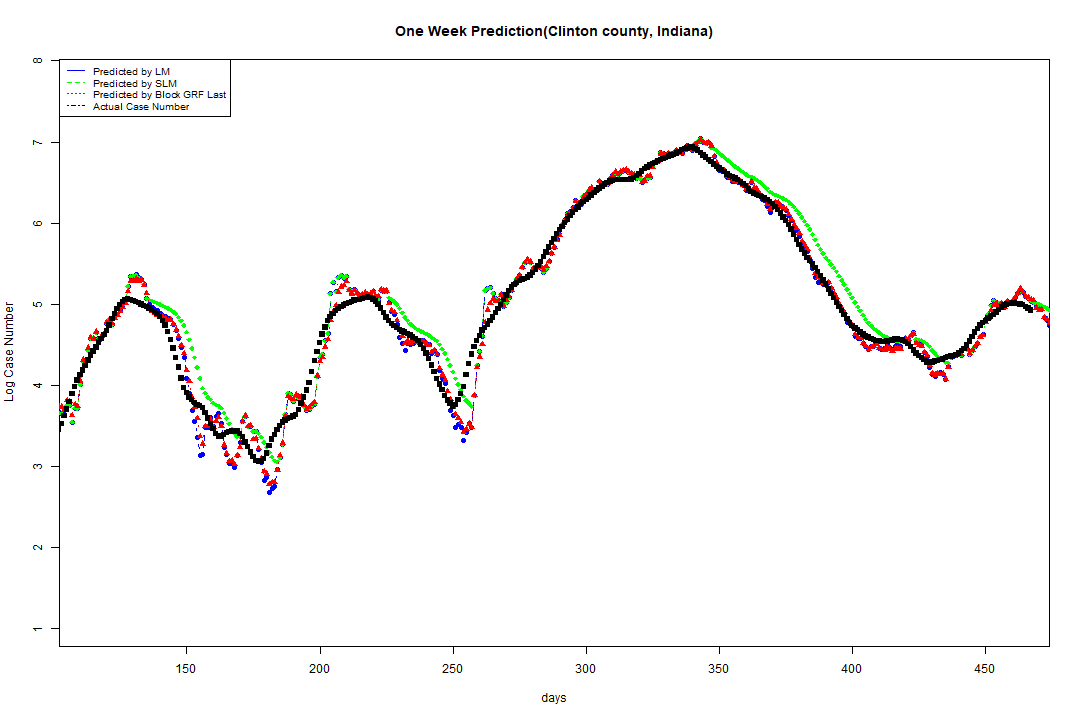 One Week Prediction(Clinton county, Indiana)
Predicted by LM
Predicted by SLM
Predicted by Block GRF Last
Actual Case Number
8
7
6
5
4
3
2
1
Log Case Number
150 200 250 300 350 400 450
days